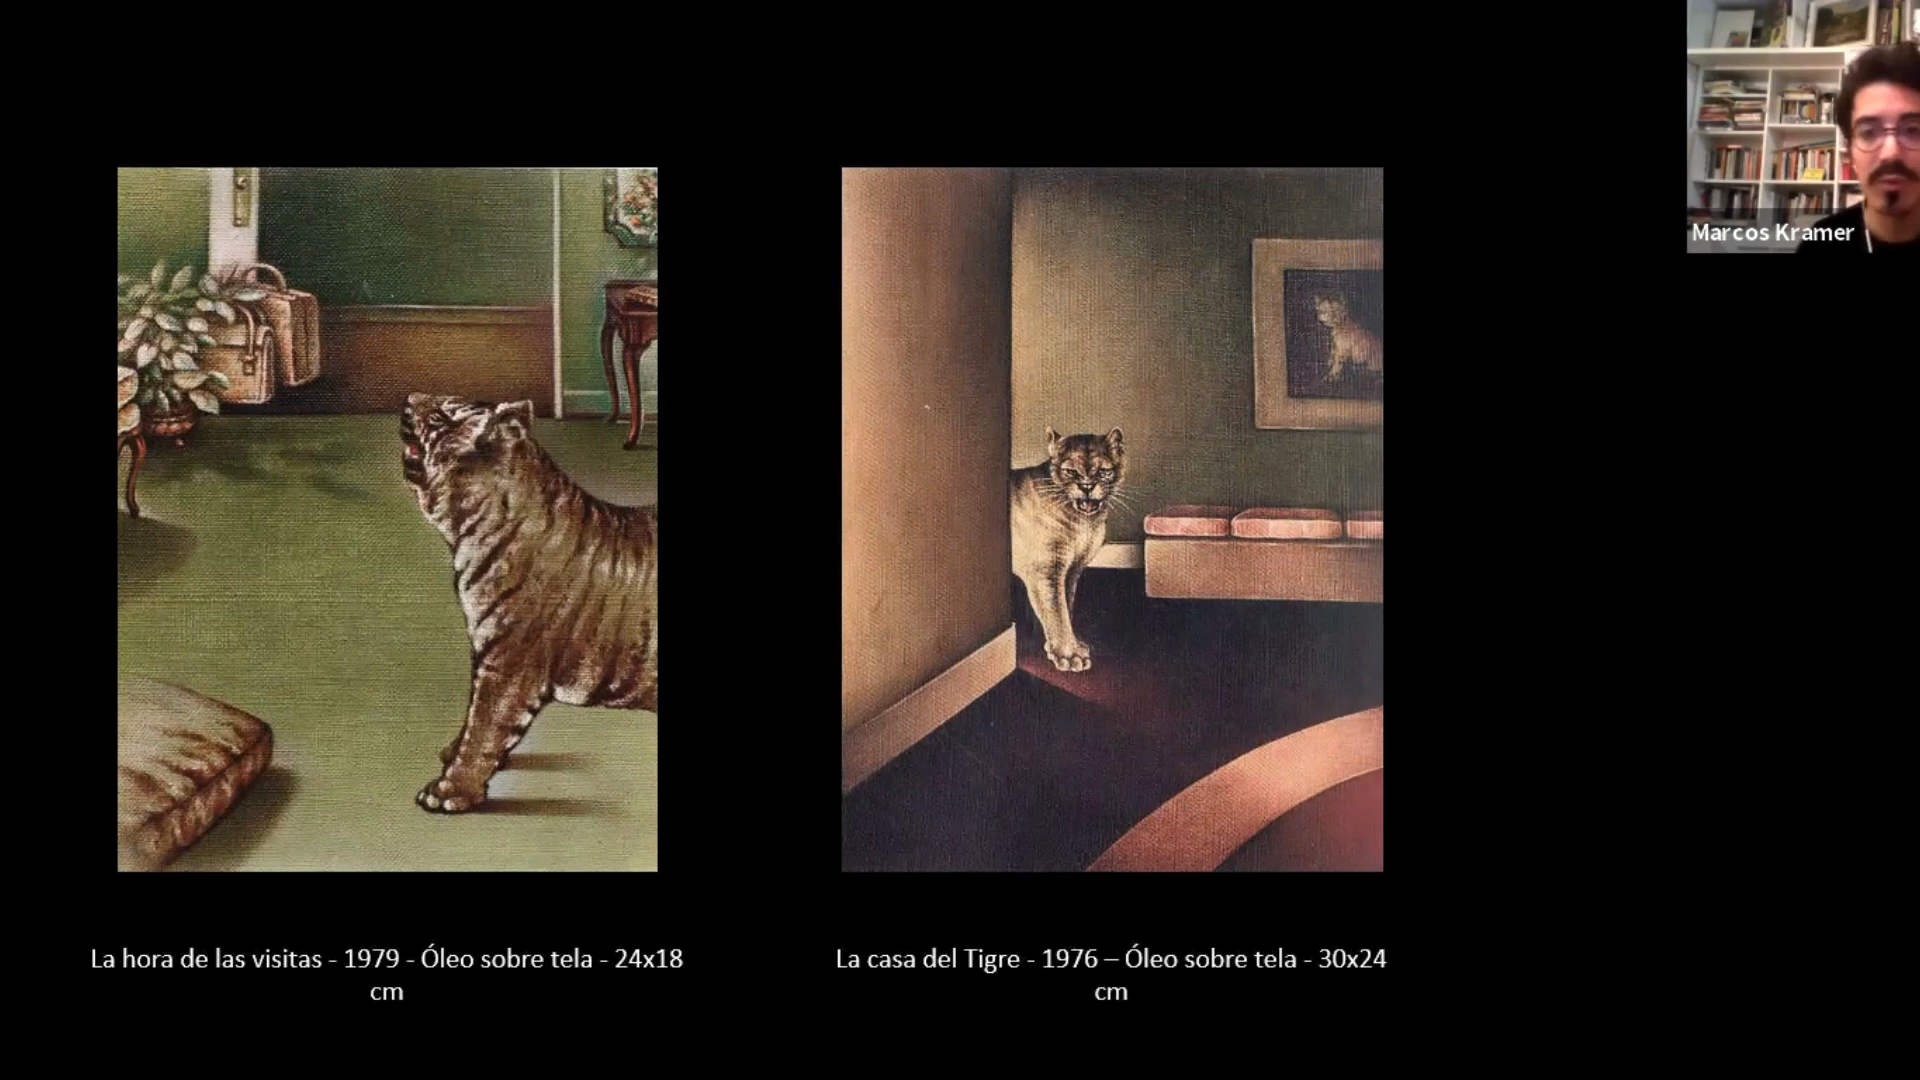 Marcos Kramer
La hora de las visitas - 1979 - Óleo sobre tela - 24x18
cm
La casa del Tigre - 1976 – Óleo sobre tela - 30x24
cm